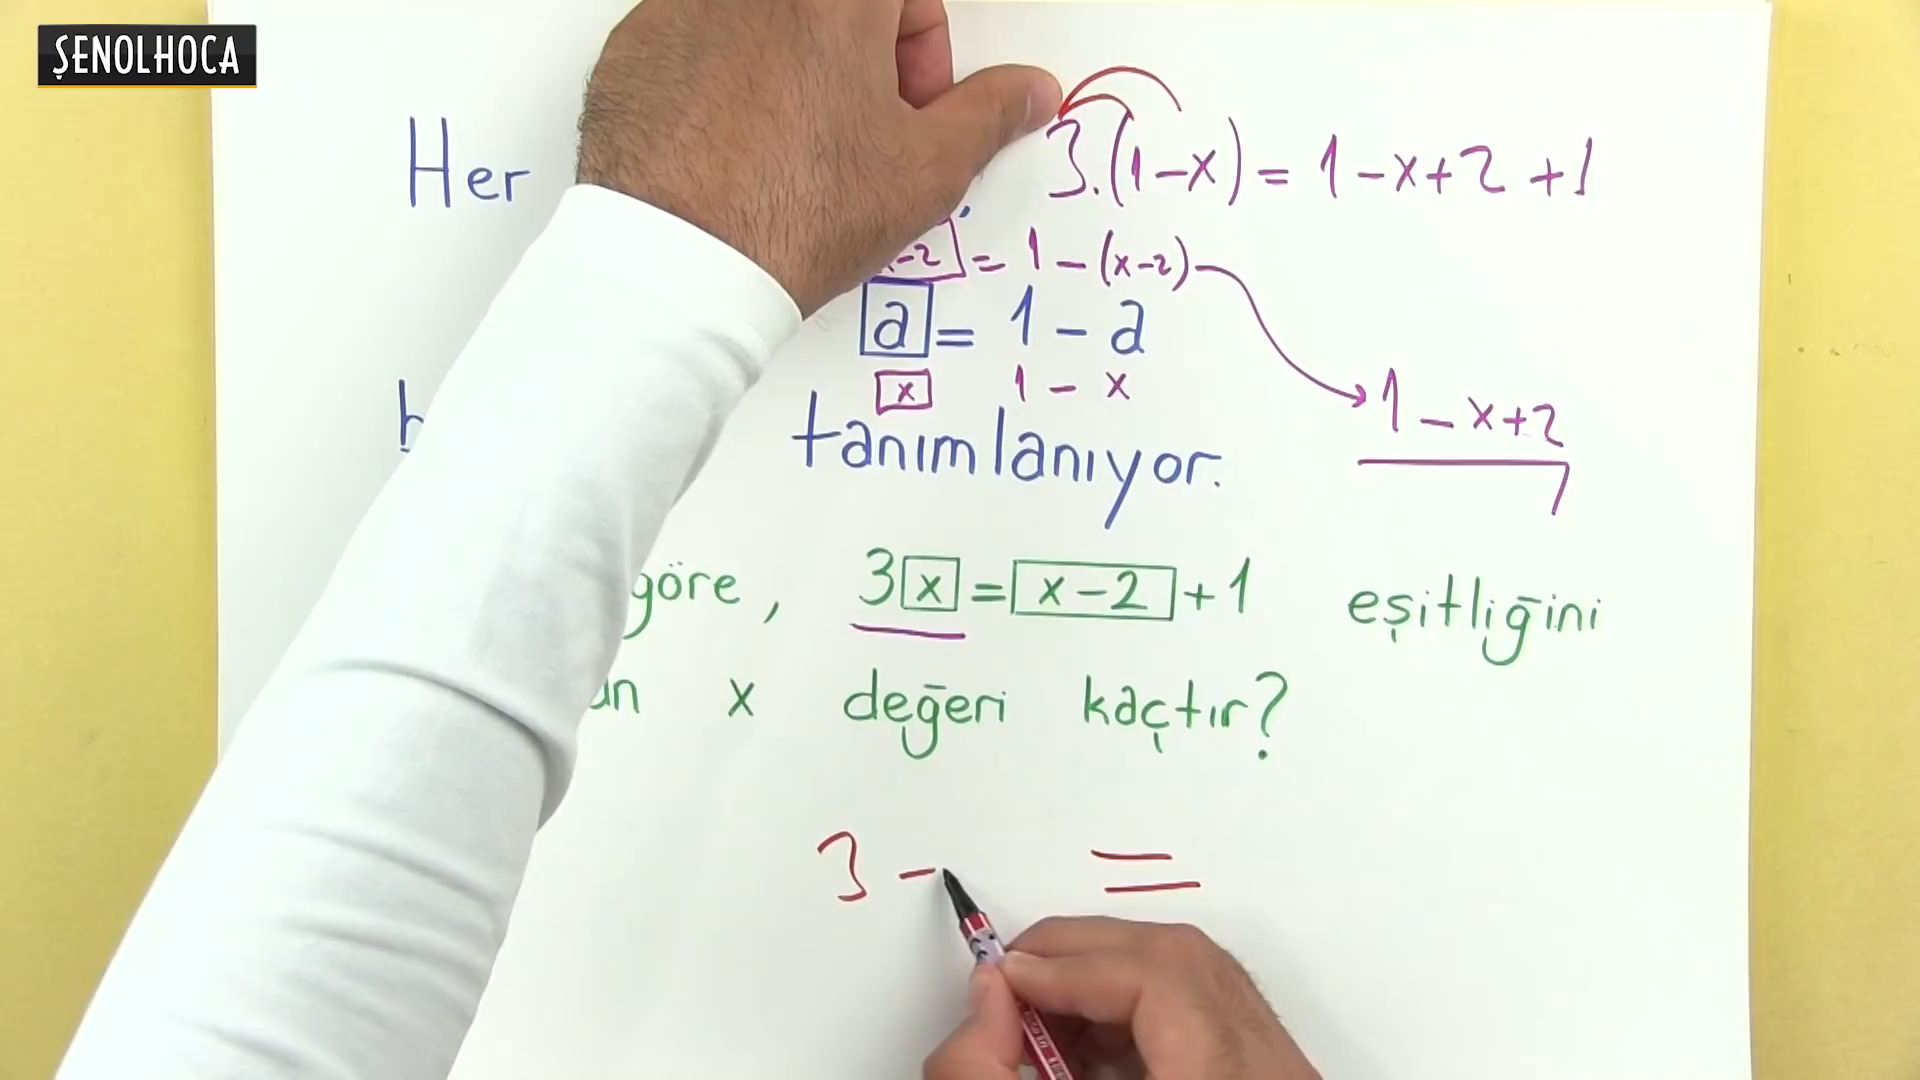 ŞENOLHOCA
Her 3.(1-x) = 1-x+2 +1
x-2 = 1-(x-2)
a = 1 - a
x 1 - x
1-x+2
tanımlanıyor.
göre, 3 x = x-2 +1 eşitliğini
x değeri kaçtır?
3 - =